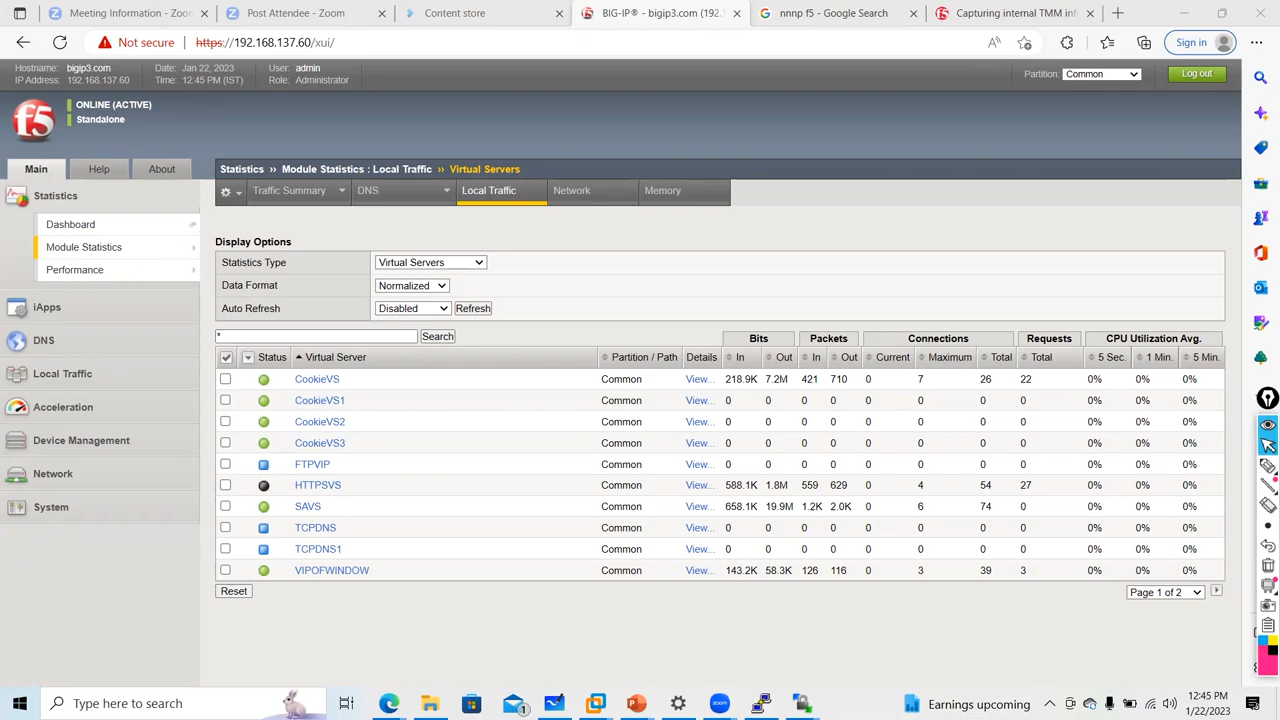 Meeting Information - Zoom
Post Attendee - Zoom
Content store
BIG-IP® - bigip3.com (192.1
nnnp f5 - Google Search
Capturing internal TMM inf
Not secure
https://192.168.137.60/xui/
Sign in
Hostname: bigip3.com
IP Address: 192.168.137.60
Date: Jan 22, 2023
Time: 12:45 PM (IST)
User: admin
Role: Administrator
Partition: Common
Log out
f5
ONLINE (ACTIVE)
Standalone
Main
Help
About
Statistics
Dashboard
Module Statistics
Performance
iApps
DNS
Local Traffic
Acceleration
Device Management
Network
System
Statistics ›› Module Statistics : Local Traffic ›› Virtual Servers
Traffic Summary
DNS
Local Traffic
Network
Memory
Display Options
Statistics Type Virtual Servers
Data Format Normalized
Auto Refresh Disabled Refresh
* Search
Bits Packets Connections Requests CPU Utilization Avg.
Status Virtual Server Partition / Path Details In Out In Out Current Maximum Total Total 5 Sec. 1 Min. 5 Min.
CookieVS Common View... 218.9K 7.2M 421 710 0 7 26 22 0% 0% 0%
CookieVS1 Common View... 0 0 0 0 0 0 0 0 0% 0% 0%
CookieVS2 Common View... 0 0 0 0 0 0 0 0 0% 0% 0%
CookieVS3 Common View... 0 0 0 0 0 0 0 0 0% 0% 0%
FTPVIP Common View... 0 0 0 0 0 0 0 0 0% 0% 0%
HTTPSVS Common View... 588.1K 1.8M 559 629 0 4 54 27 0% 0% 0%
SAVS Common View... 658.1K 19.9M 1.2K 2.0K 0 6 74 0 0% 0% 0%
TCPDNS Common View... 0 0 0 0 0 0 0 0 0% 0% 0%
TCPDNS1 Common View... 0 0 0 0 0 0 0 0 0% 0% 0%
VIPOFWINDOW Common View... 143.2K 58.3K 126 116 0 3 39 3 0% 0% 0%
Reset
Page 1 of 2
Type here to search
Earnings upcoming
12:45 PM
1/22/2023